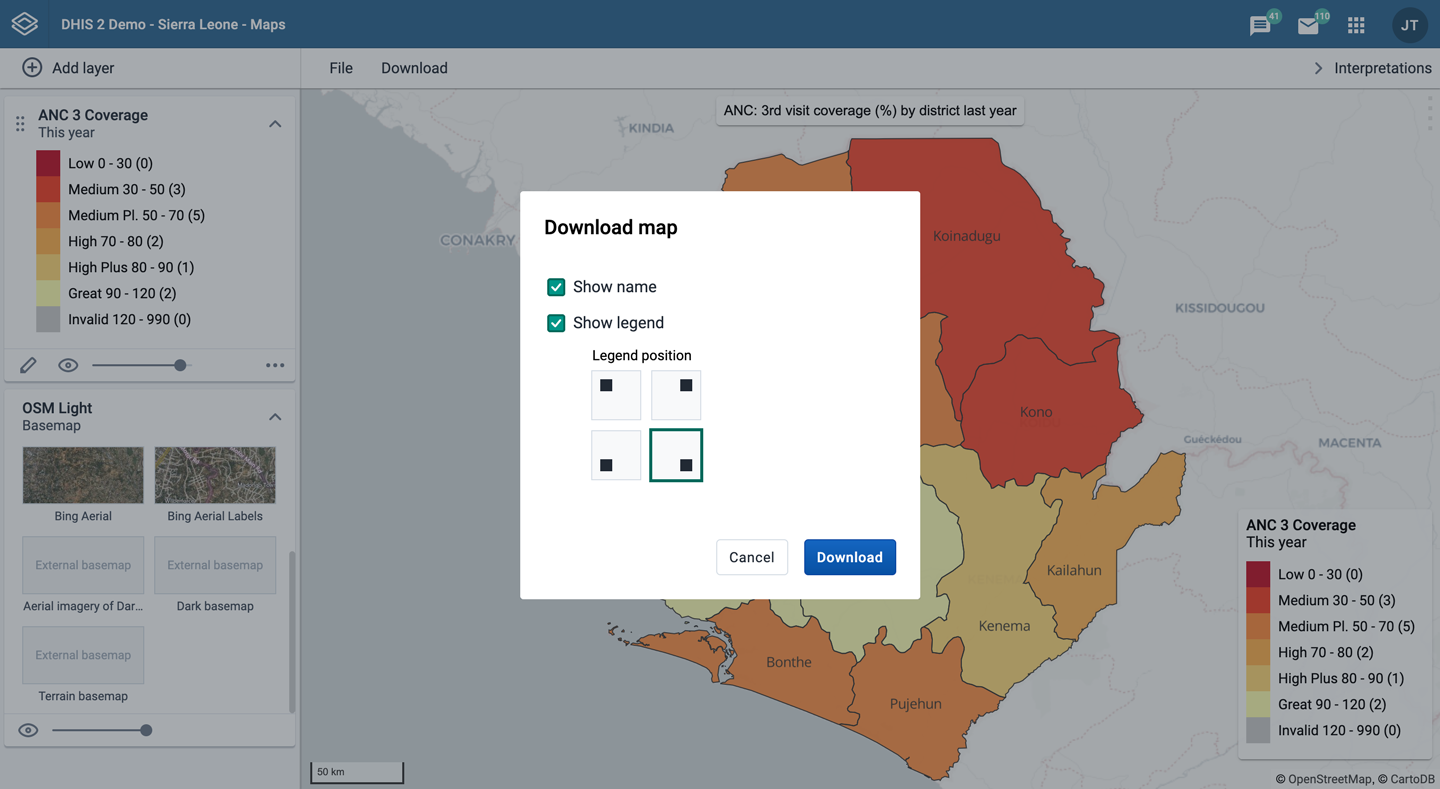 DHIS 2 Demo - Sierra Leone - Maps
41
110
JT
Add layer
File
Download
Interpretations
ANC 3 Coverage
This year
Low 0 - 30 (0)
Medium 30 - 50 (3)
Medium Pl. 50 - 70 (5)
High 70 - 80 (2)
High Plus 80 - 90 (1)
Great 90 - 120 (2)
Invalid 120 - 990 (0)
OSM Light
Basemap
Bing Aerial
Bing Aerial Labels
External basemap
External basemap
Aerial imagery of Dar...
Dark basemap
External basemap
Terrain basemap
ANC: 3rd visit coverage (%) by district last year
KINDIA
CONAKRY
Koinadugu
KISSIDOUGOU
Kono
Guéckédou
MACENTA
Download map
Show name
Show legend
Legend position
Cancel
Download
Kailahun
KENEMA
Kenema
Bonthe
Pujehun
ANC 3 Coverage
This year
Low 0 - 30 (0)
Medium 30 - 50 (3)
Medium Pl. 50 - 70 (5)
High 70 - 80 (2)
High Plus 80 - 90 (1)
Great 90 - 120 (2)
Invalid 120 - 990 (0)
50 km
© OpenStreetMap, © CartoDB